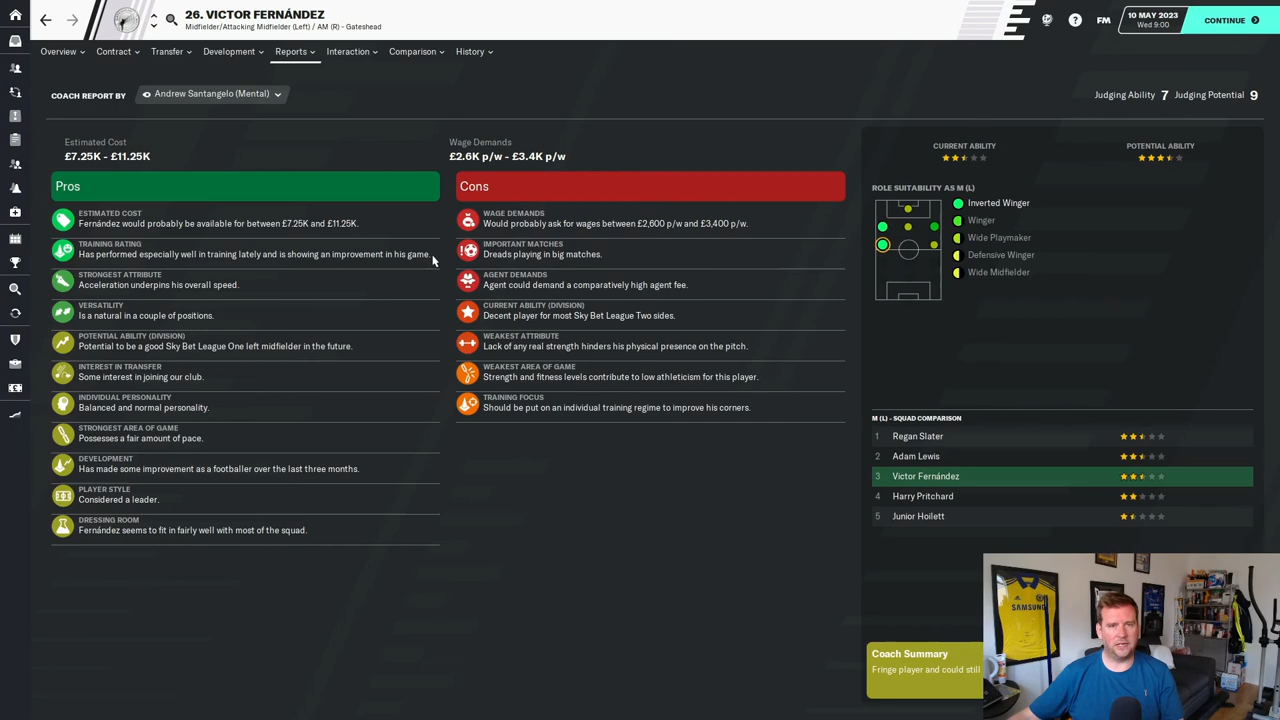 26. VICTOR FERNÁNDEZ
Midfielder/Attacking Midfielder (Left) / AM (R) - Gateshead
FM
10 MAY 2023
Wed 9:00
CONTINUE
Overview
Contract
Transfer
Development
Reports
Interaction
Comparison
History
COACH REPORT BY
Andrew Santangelo (Mental)
Judging Ability 7 Judging Potential 9
Estimated Cost
£7.25K - £11.25K
Wage Demands
£2.6K p/w - £3.4K p/w
Pros
ESTIMATED COST
Fernández would probably be available for between £7.25K and £11.25K.
TRAINING RATING
Has performed especially well in training lately and is showing an improvement in his game.
STRONGEST ATTRIBUTE
Acceleration underpins his overall speed.
VERSATILITY
Is a natural in a couple of positions.
POTENTIAL ABILITY (DIVISION)
Potential to be a good Sky Bet League One left midfielder in the future.
INTEREST IN TRANSFER
Some interest in joining our club.
INDIVIDUAL PERSONALITY
Balanced and normal personality.
STRONGEST AREA OF GAME
Possesses a fair amount of pace.
DEVELOPMENT
Has made some improvement as a footballer over the last three months.
PLAYER STYLE
Considered a leader.
DRESSING ROOM
Fernández seems to fit in fairly well with most of the squad.
Cons
WAGE DEMANDS
Would probably ask for wages between £2,600 p/w and £3,400 p/w.
IMPORTANT MATCHES
Dreads playing in big matches.
AGENT DEMANDS
Agent could demand a comparatively high agent fee.
CURRENT ABILITY (DIVISION)
Decent player for most Sky Bet League Two sides.
WEAKEST ATTRIBUTE
Lack of any real strength hinders his physical presence on the pitch.
WEAKEST AREA OF GAME
Strength and fitness levels contribute to low athleticism for this player.
TRAINING FOCUS
Should be put on an individual training regime to improve his corners.
CURRENT ABILITY
POTENTIAL ABILITY
ROLE SUITABILITY AS M (L)
Inverted Winger
Winger
Wide Playmaker
Defensive Winger
Wide Midfielder
M (L) - SQUAD COMPARISON
1 Regan Slater
2 Adam Lewis
3 Victor Fernández
4 Harry Pritchard
5 Junior Hoilett
Coach Summary
Fringe player and could still
SAMSUNG